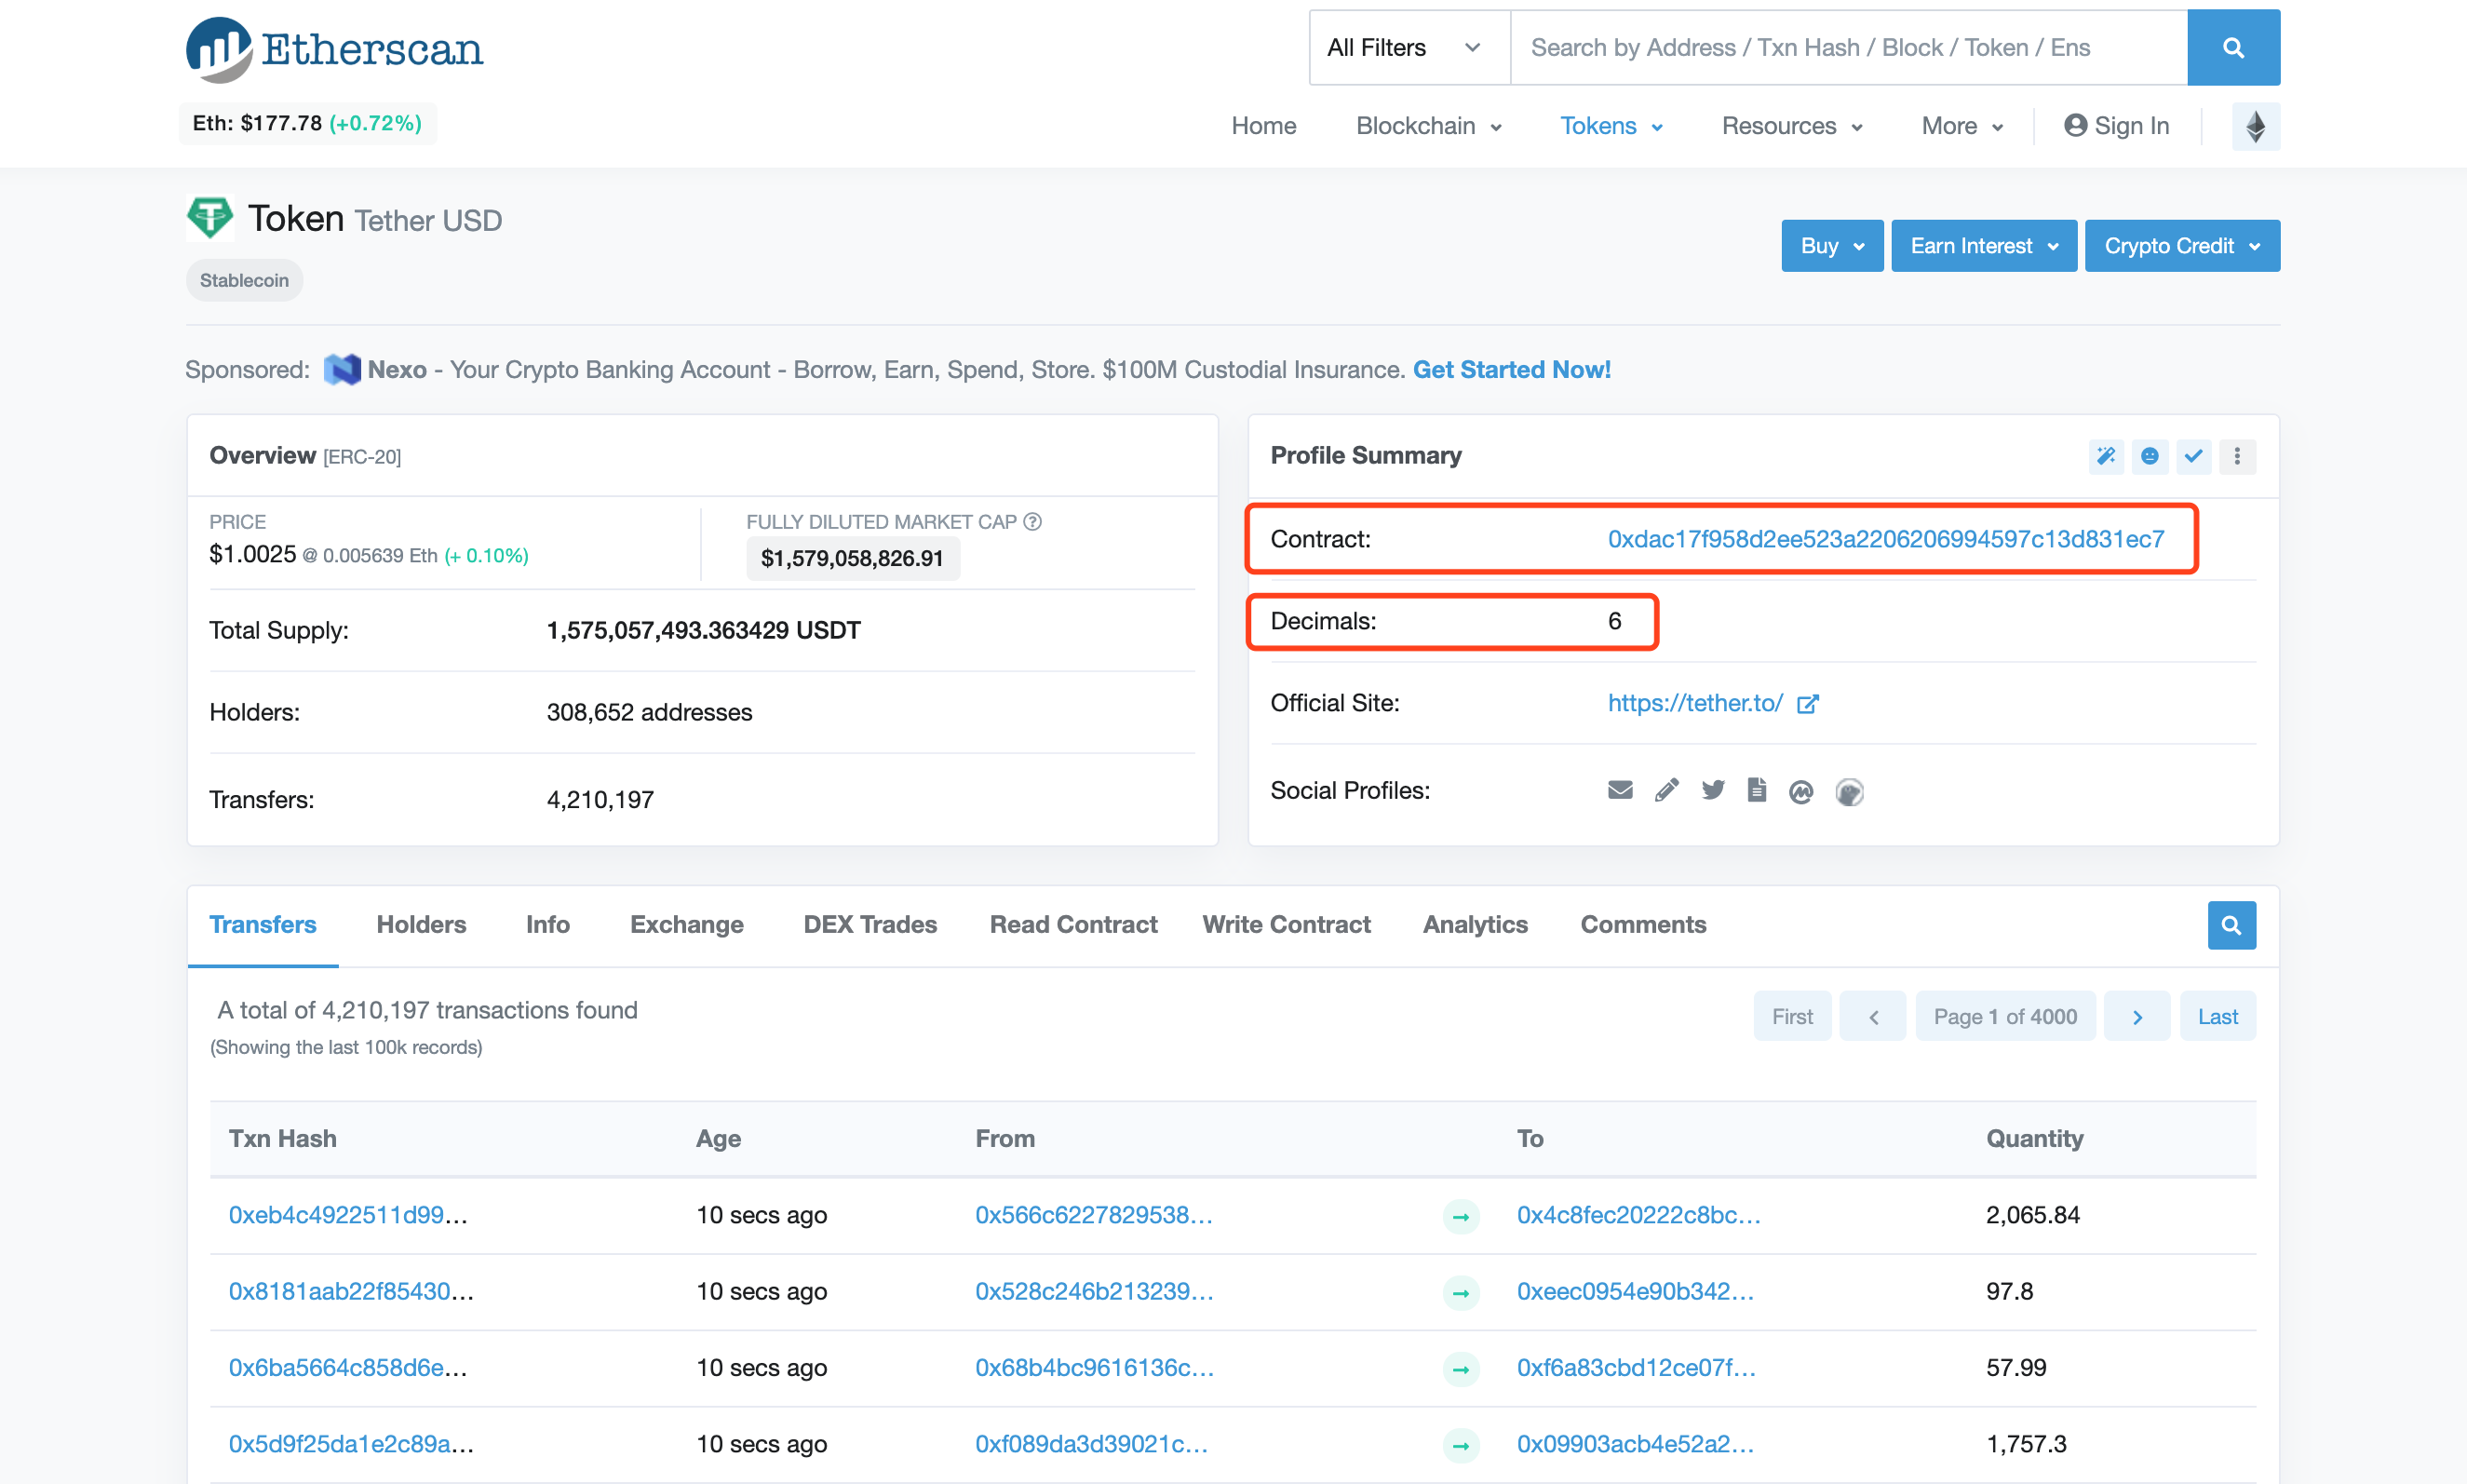 Etherscan
All Filters
Search by Address / Txn Hash / Block / Token / Ens
Eth: $177.78 (+0.72%)
Home Blockchain Tokens Resources More Sign In
Token Tether USD
Stablecoin
Buy Earn Interest Crypto Credit
Sponsored: Nexo - Your Crypto Banking Account - Borrow, Earn, Spend, Store. $100M Custodial Insurance. Get Started Now!
Overview [ERC-20]
PRICE
$1.0025 @ 0.005639 Eth (+ 0.10%)
FULLY DILUTED MARKET CAP
$1,579,058,826.91
Total Supply: 1,575,057,493.363429 USDT
Holders: 308,652 addresses
Transfers: 4,210,197
Profile Summary
Contract: 0xdac17f958d2ee523a2206206994597c13d831ec7
Decimals: 6
Official Site: https://tether.to/
Social Profiles:
Transfers Holders Info Exchange DEX Trades Read Contract Write Contract Analytics Comments
A total of 4,210,197 transactions found
(Showing the last 100k records)
First Page 1 of 4000 Last
Txn Hash Age From To Quantity
0xeb4c4922511d99... 10 secs ago 0x566c6227829538... 0x4c8fec20222c8bc... 2,065.84
0x8181aab22f85430... 10 secs ago 0x528c246b213239... 0xeec0954e90b342... 97.8
0x6ba5664c858d6e... 10 secs ago 0x68b4bc9616136c... 0xf6a83cbd12ce07f... 57.99
0x5d9f25da1e2c89a... 10 secs ago 0xf089da3d39021c... 0x09903acb4e52a2... 1,757.3